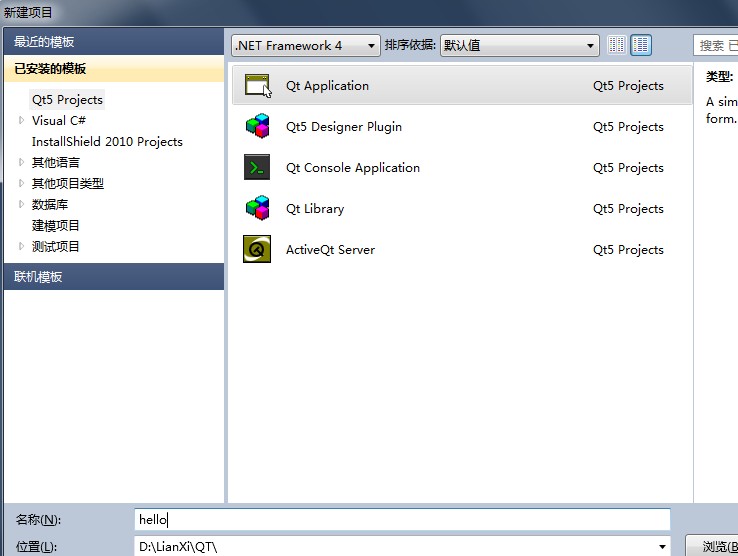 新建项目
最近的模板
已安装的模板
Qt5 Projects
Visual C#
InstallShield 2010 Projects
其他语言
其他项目类型
数据库
建模项目
测试项目
联机模板
.NET Framework 4 排序依据: 默认值 搜索 已
Qt Application Qt5 Projects
Qt5 Designer Plugin Qt5 Projects
Qt Console Application Qt5 Projects
Qt Library Qt5 Projects
ActiveQt Server Qt5 Projects
类型:
A sim
form.
名称(N): hello
位置(L): D:\LianXi\QT\ 浏览(B